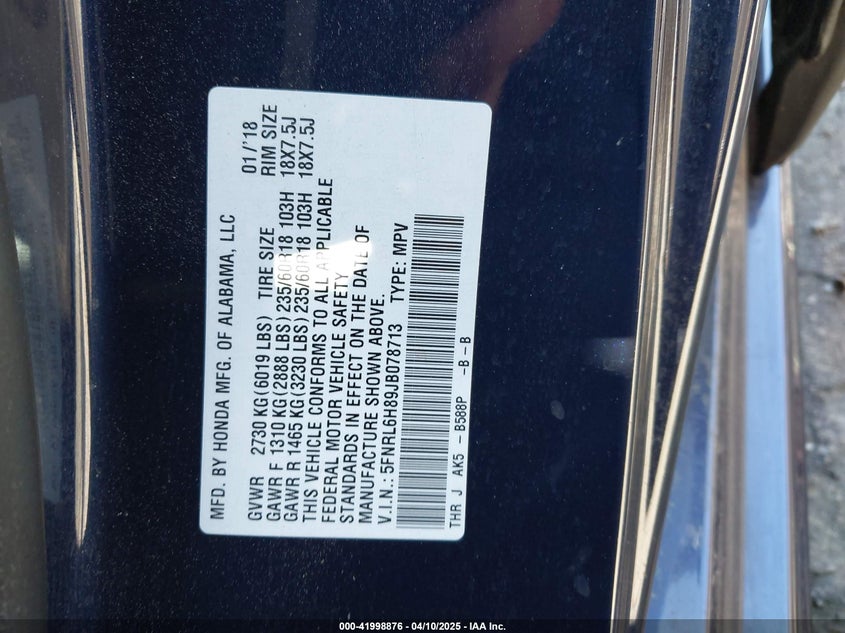 MFD. BY HONDA MFG. OF ALABAMA, LLC 01/'18
GVWR 2730 KG (6019 LBS) TIRE SIZE RIM SIZE
GAWR F 1310 KG (2888 LBS) 235/60R18 103H 18X7.5J
GAWR R 1465 KG (3230 LBS) 235/60R18 103H 18X7.5J
THIS VEHICLE CONFORMS TO ALL APPLICABLE
FEDERAL MOTOR VEHICLE SAFETY
STANDARDS IN EFFECT ON THE DATE OF
MANUFACTURE SHOWN ABOVE.
V.I.N.: 5FNRL6H89JB078713 TYPE: MPV
THR J AK5 - B588P -B -B
000-41998876 - 04/10/2025 - IAA Inc.